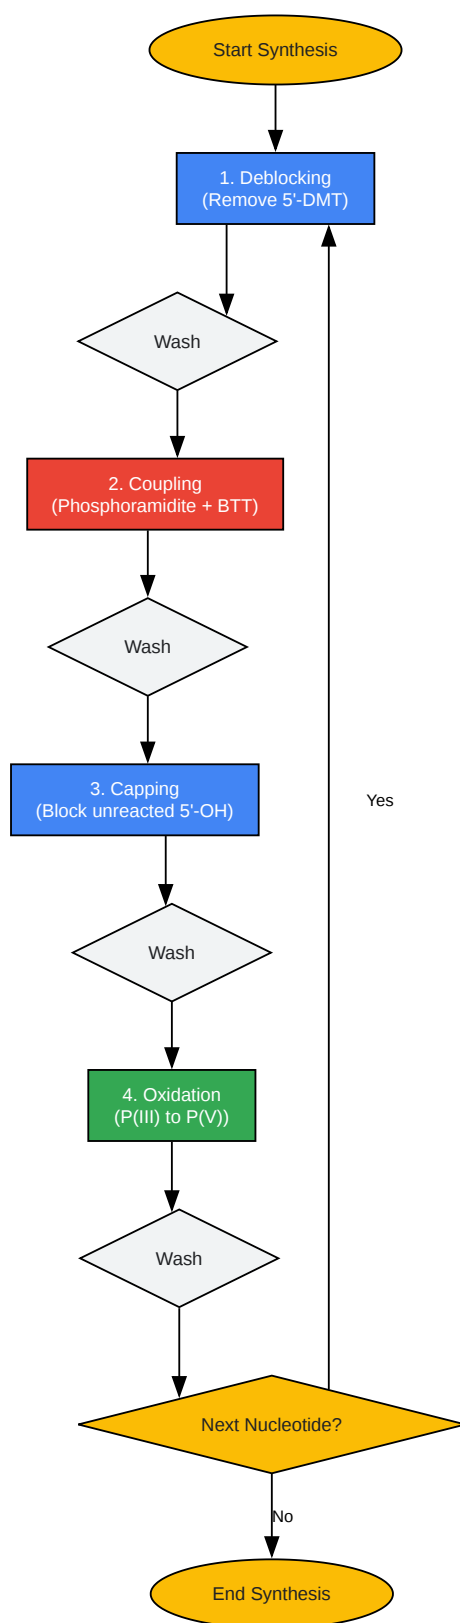 Start Synthesis
1. Deblocking
(Remove 5'-DMT)
Wash
2. Coupling
(Phosphoramidite + BTT)
Wash
3. Capping
(Block unreacted 5'-OH)
Yes
Wash
4. Oxidation
(P(III) to P(V))
Wash
Next Nucleotide?
No
End Synthesis